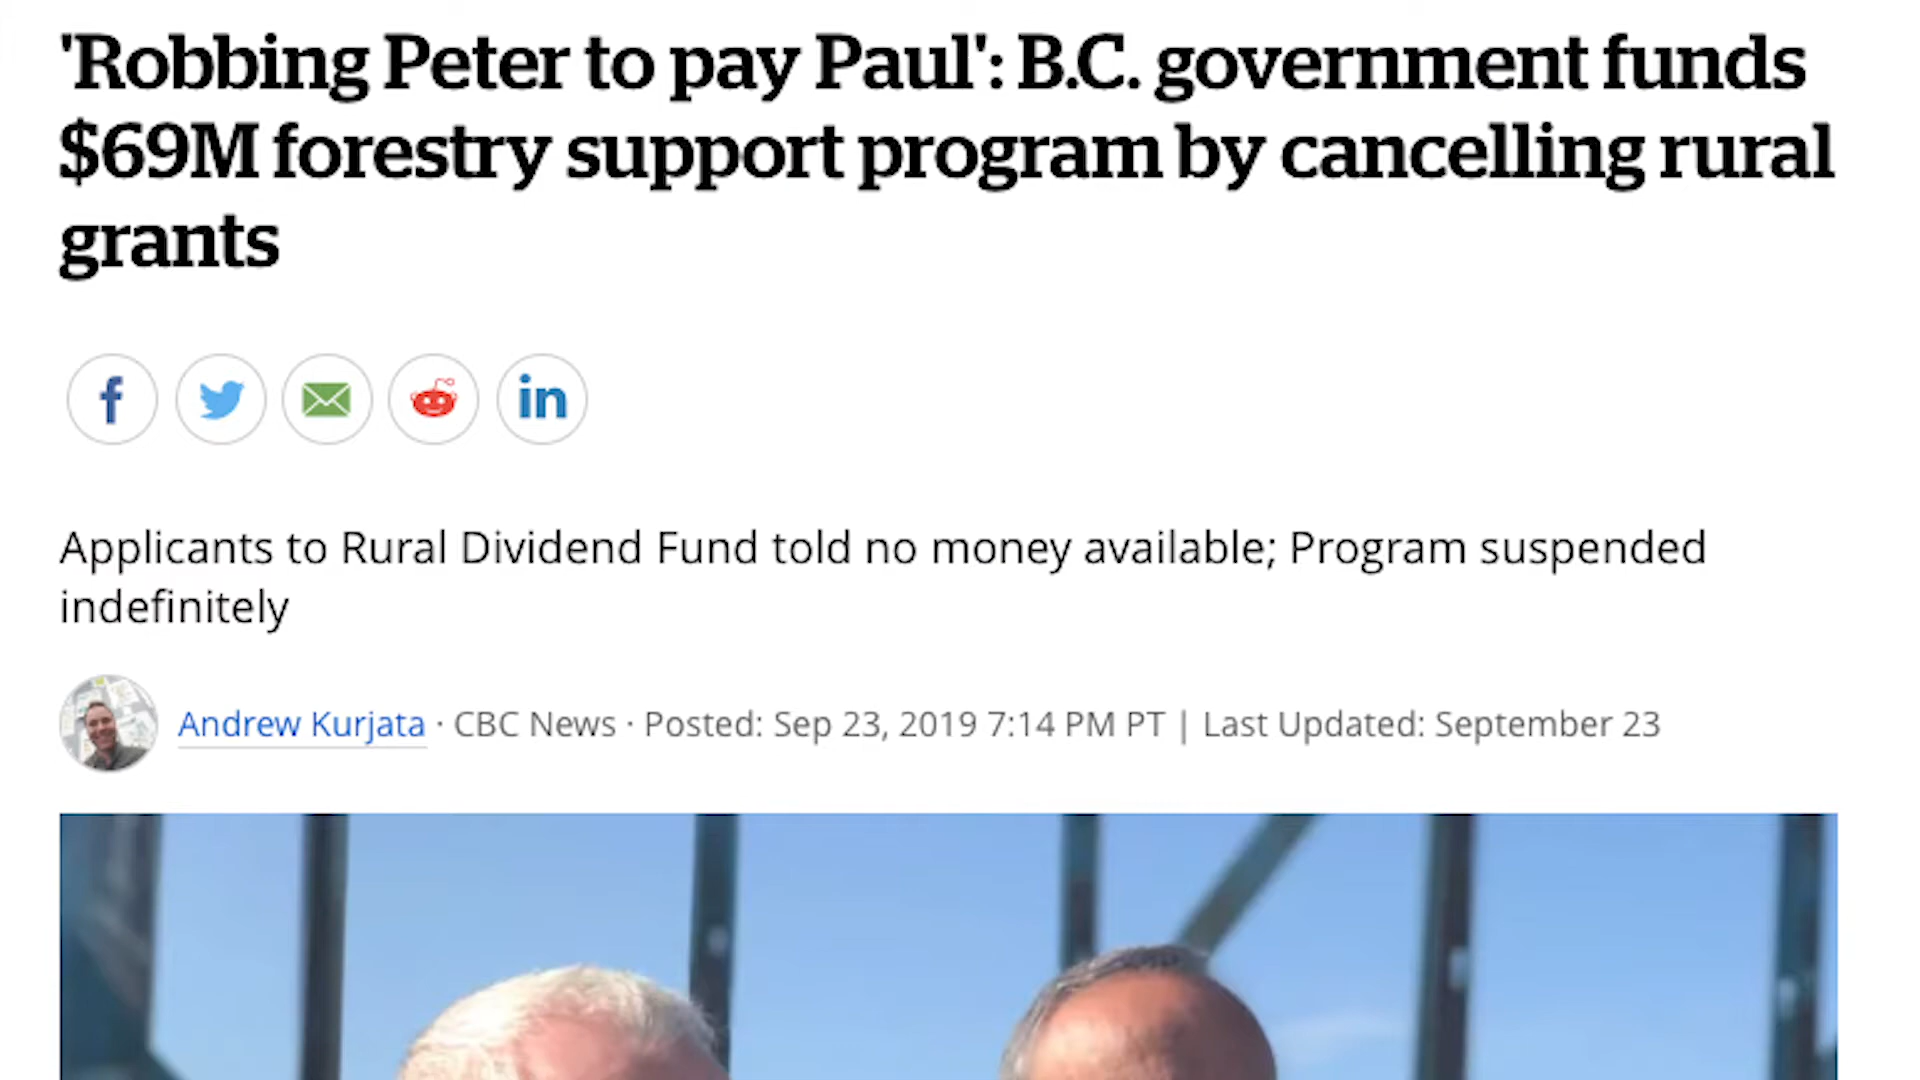 'Robbing Peter to pay Paul': B.C. government funds
$69M forestry support program by cancelling rural
grants
f
in
Applicants to Rural Dividend Fund told no money available; Program suspended
indefinitely
Andrew Kurjata · CBC News · Posted: Sep 23, 2019 7:14 PM PT | Last Updated: September 23